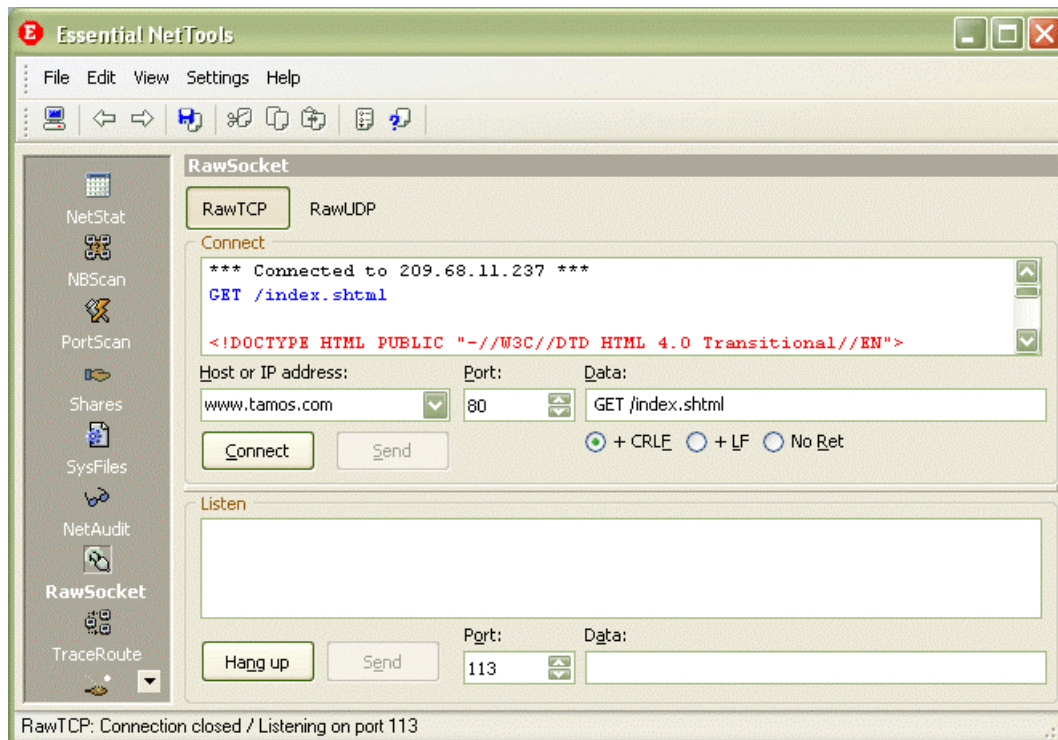 Essential NetTools
File Edit View Settings Help
NetStat
NBScan
PortScan
Shares
SysFiles
NetAudit
RawSocket
TraceRoute
RawSocket
RawTCP RawUDP
Connect
*** Connected to 209.68.11.237 ***
GET /index.shtml
<!DOCTYPE HTML PUBLIC "-//W3C//DTD HTML 4.0 Transitional//EN">
Host or IP address: Port: Data:
www.tamos.com 80 GET /index.shtml
Connect Send + CRLF + LF No Ret
Listen
Port: Data:
Hang up Send 113
RawTCP: Connection closed / Listening on port 113